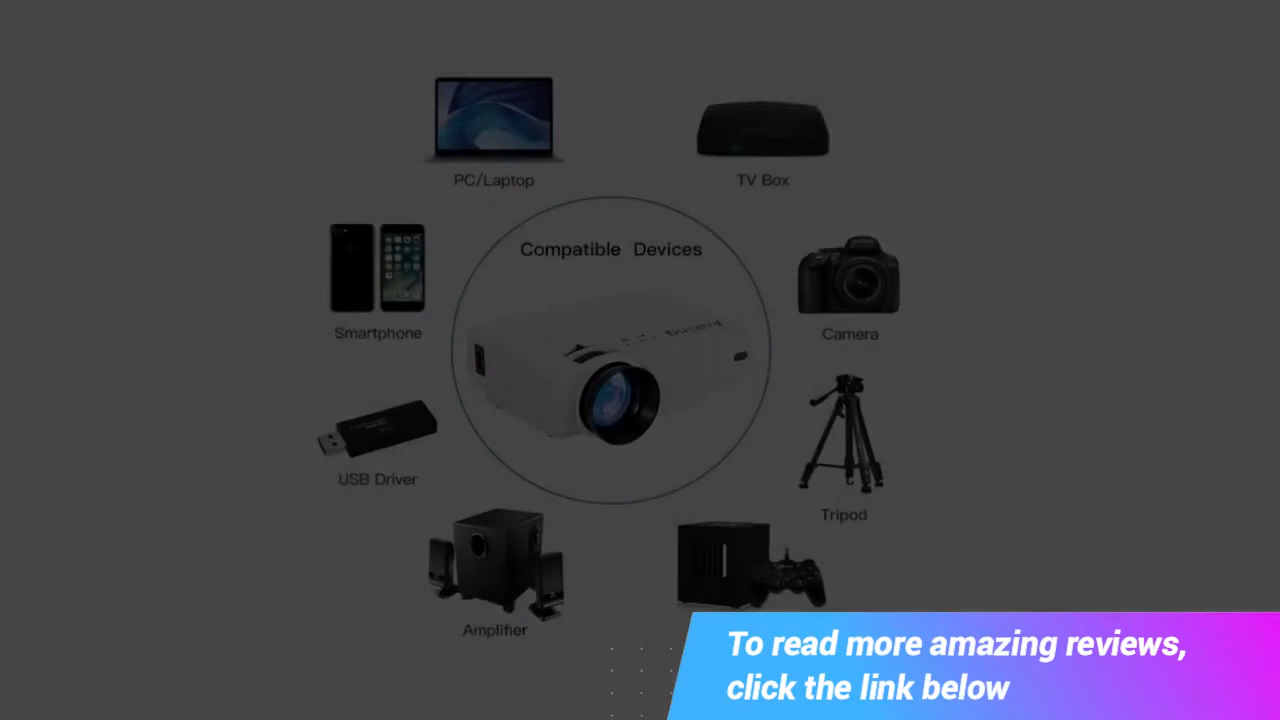 PC/Laptop
TV Box
Compatible Devices
Smartphone
Camera
USB Driver
Tripod
Amplifier
To read more amazing reviews,
click the link below